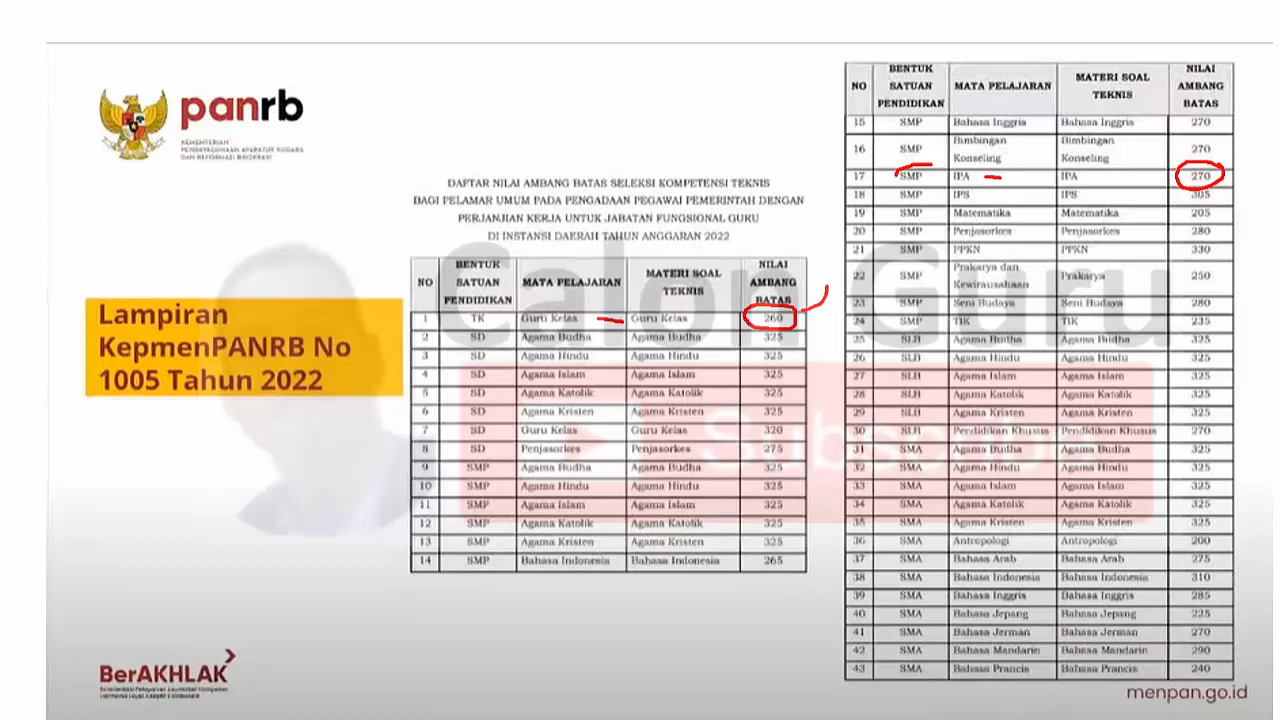 panrb
KEMENTERIAN
PENDAYAGUNAAN APARATUR NEGARA
DAN REFORMASI BIROKRASI
Lampiran
KepmenPANRB No
1005 Tahun 2022
BerAKHLAK
DAFTAR NILAI AMBANG BATAS SELEKSI KOMPETENSI TEKNIS
BAGI PELAMAR UMUM PADA PENGADAAN PEGAWAI PEMERINTAH DENGAN
PERJANJIAN KERJA UNTUK JABATAN FUNGSIONAL GURU
DI INSTANSI DAERAH TAHUN ANGGARAN 2022
NO BENTUK SATUAN PENDIDIKAN MATA PELAJARAN MATERI SOAL TEKNIS NILAI AMBANG BATAS
1 TK Guru Kelas Guru Kelas 260
2 SD Agama Budha Agama Budha 325
3 SD Agama Hindu Agama Hindu 325
4 SD Agama Islam Agama Islam 325
5 SD Agama Katolik Agama Katolik 325
6 SD Agama Kristen Agama Kristen 325
7 SD Guru Kelas Guru Kelas 320
8 SD Penjasorkes Penjasorkes 275
9 SMP Agama Budha Agama Budha 325
10 SMP Agama Hindu Agama Hindu 325
11 SMP Agama Islam Agama Islam 325
12 SMP Agama Katolik Agama Katolik 325
13 SMP Agama Kristen Agama Kristen 325
14 SMP Bahasa Indonesia Bahasa Indonesia 265
NO BENTUK SATUAN PENDIDIKAN MATA PELAJARAN MATERI SOAL TEKNIS NILAI AMBANG BATAS
15 SMP Bahasa Inggris Bahasa Inggris 270
16 SMP Bimbingan Konseling Bimbingan Konseling 270
17 SMP IPA IPA 270
18 SMP IPS IPS 305
19 SMP Matematika Matematika 205
20 SMP Penjasorkes Penjasorkes 280
21 SMP PPKN PPKN 330
22 SMP Prakarya dan Kewirausahaan Prakarya 250
23 SMP Seni Budaya Seni Budaya 280
24 SMP TIK TIK 235
25 SLB Agama Budha Agama Budha 325
26 SLB Agama Hindu Agama Hindu 325
27 SLB Agama Islam Agama Islam 325
28 SLB Agama Katolik Agama Katolik 325
29 SLB Agama Kristen Agama Kristen 325
30 SLB Pendidikan Khusus Pendidikan Khusus 270
31 SMA Agama Budha Agama Budha 325
32 SMA Agama Hindu Agama Hindu 325
33 SMA Agama Islam Agama Islam 325
34 SMA Agama Katolik Agama Katolik 325
35 SMA Agama Kristen Agama Kristen 325
36 SMA Antropologi Antropologi 200
37 SMA Bahasa Arab Bahasa Arab 275
38 SMA Bahasa Indonesia Bahasa Indonesia 310
39 SMA Bahasa Inggris Bahasa Inggris 285
40 SMA Bahasa Jepang Bahasa Jepang 225
41 SMA Bahasa Jerman Bahasa Jerman 270
42 SMA Bahasa Mandarin Bahasa Mandarin 290
43 SMA Bahasa Prancis Bahasa Prancis 240
Calon Guru
Subscribe
menpan.go.id